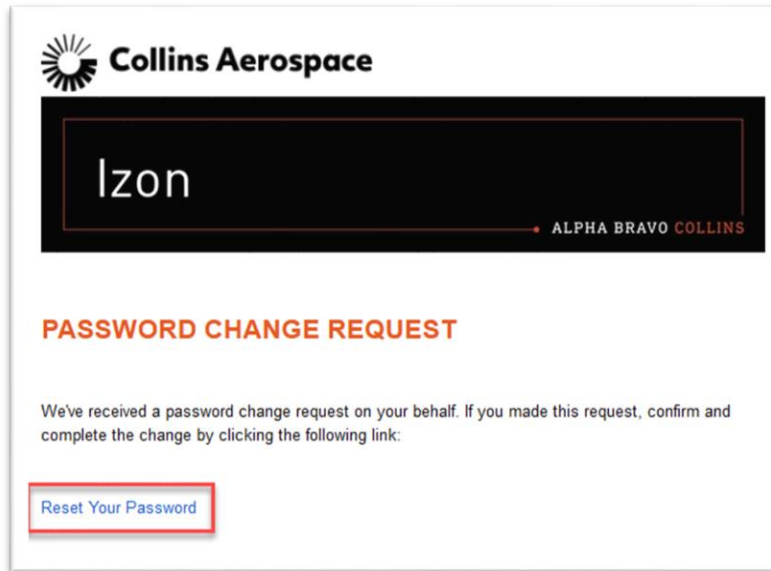 Collins Aerospace
Izon
ALPHA BRAVO COLLINS
PASSWORD CHANGE REQUEST
We've received a password change request on your behalf. If you made this request, confirm and
complete the change by clicking the following link:
Reset Your Password